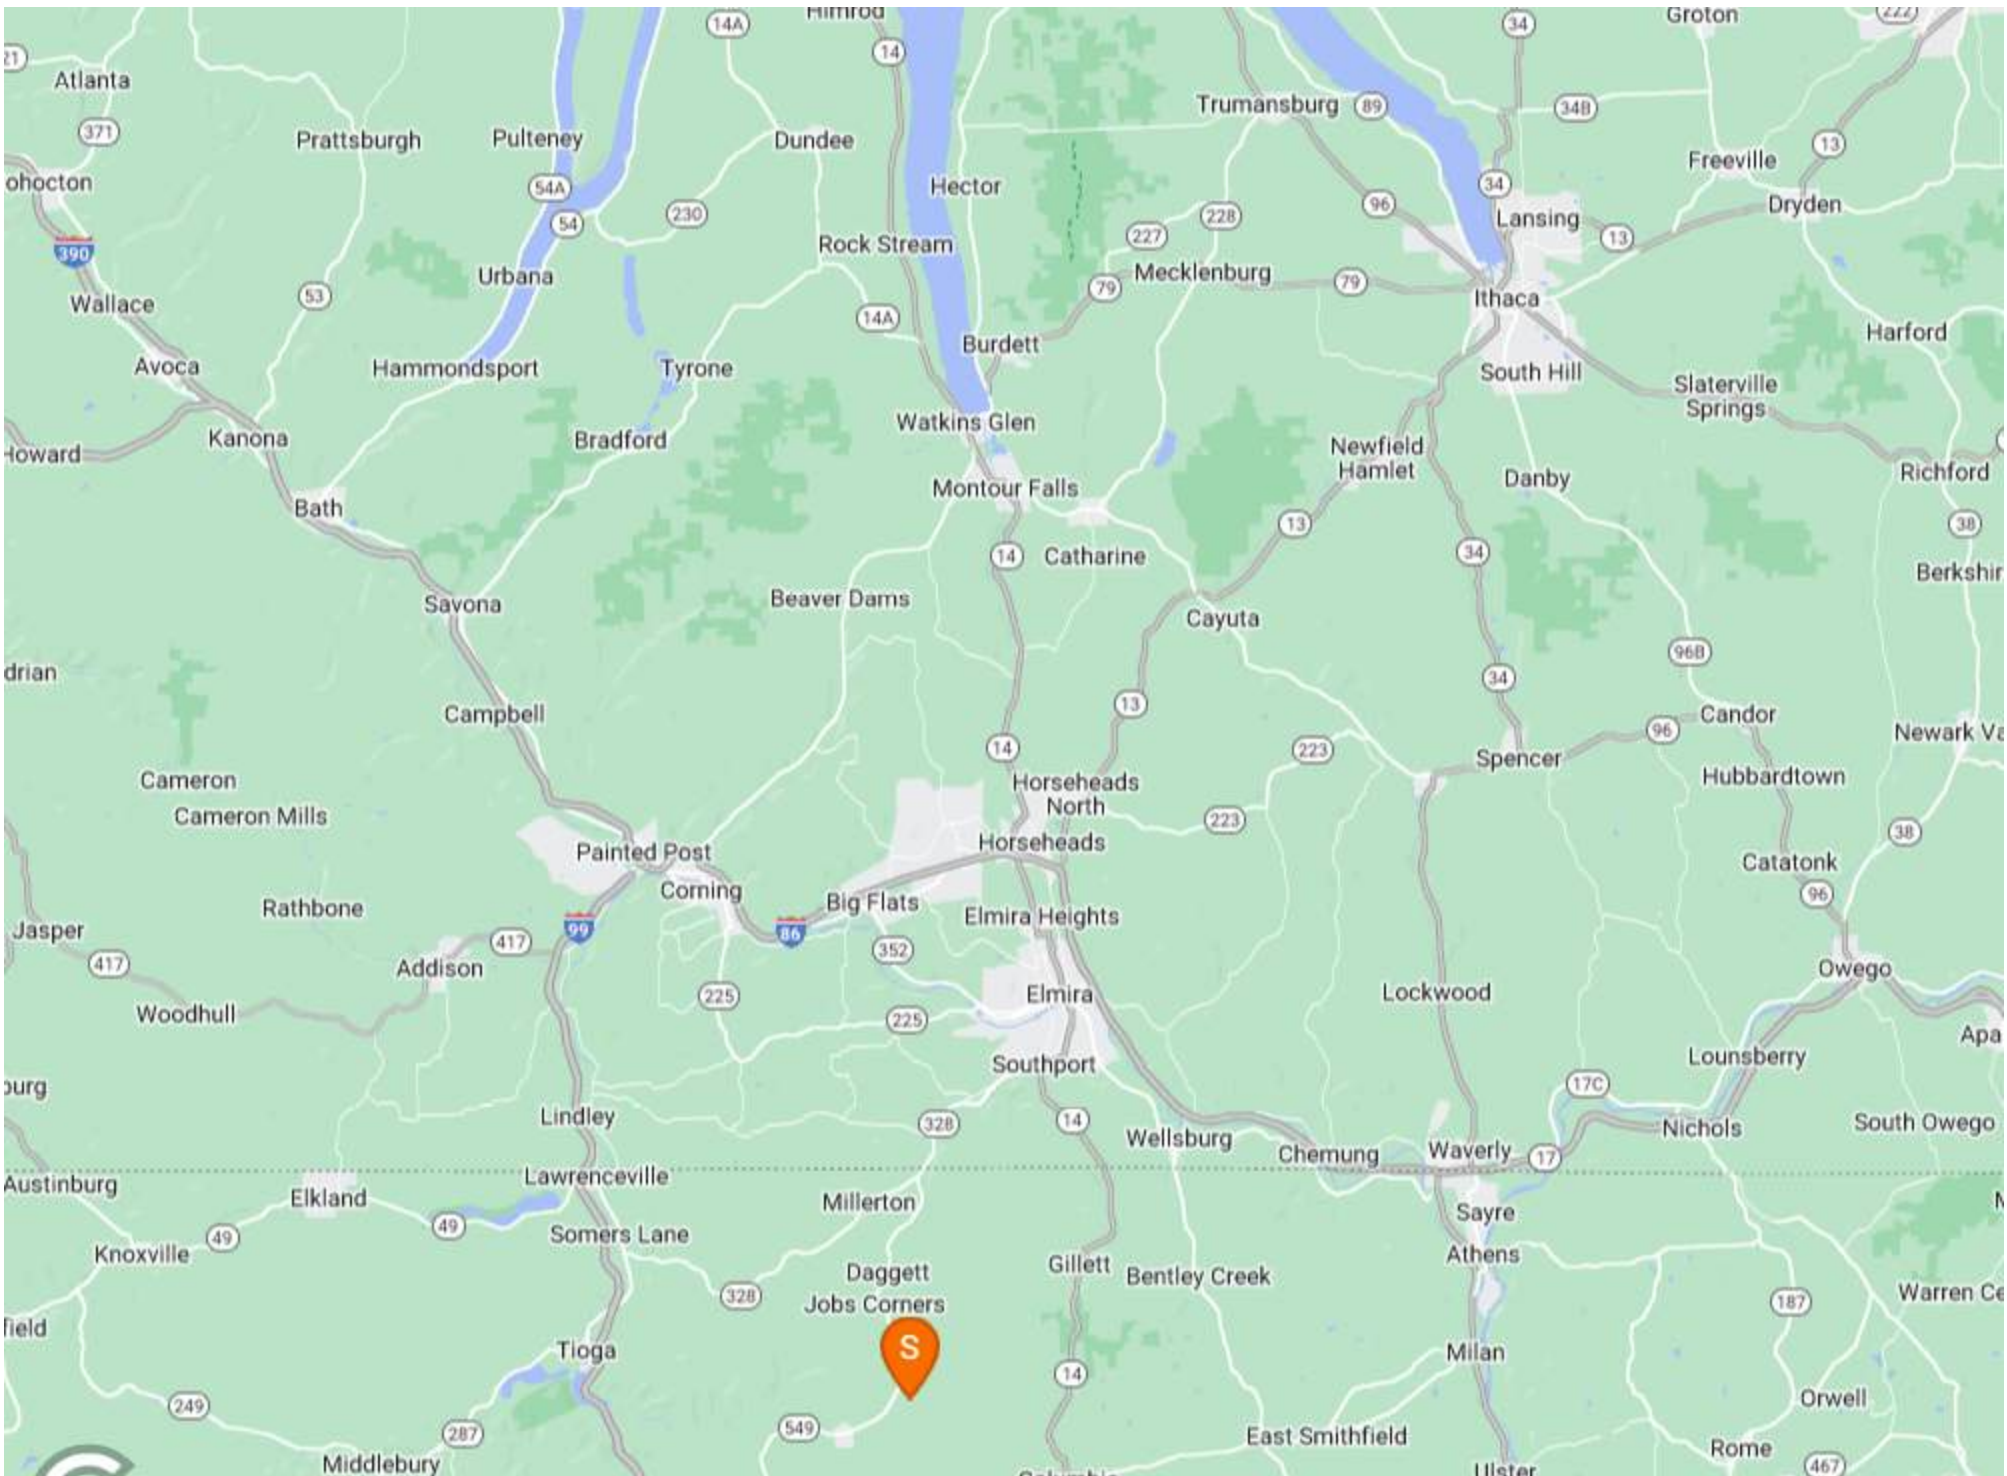 Himrod
14A
14
34
Groton
222
21
Atlanta
371
Prattsburgh
Pulteney
Dundee
Trumansburg
89
34B
13
Freeville
54A
Hector
34
ohocton
230
228
96
Lansing
Dryden
54
227
13
390
Rock Stream
Urbana
Mecklenburg
79
79
53
Wallace
14A
Ithaca
Harford
Burdett
Avoca
Hammondsport
Tyrone
South Hill
Slaterville
Springs
Watkins Glen
Kanona
Bradford
Howard
Newfield
Hamlet
Richford
Danby
Montour Falls
Bath
13
38
14
Catharine
34
Berkshir
Savona
Beaver Dams
Cayuta
96B
drian
34
13
Campbell
Candor
96
Newark Va
14
223
Spencer
Cameron
Horseheads
North
Hubbardtown
Cameron Mills
223
38
Painted Post
Horseheads
Catatonk
Corning
Big Flats
96
Rathbone
Elmira Heights
Jasper
99
86
417
352
417
Addison
Owego
225
Elmira
Lockwood
Woodhull
225
Apa
Lounsberry
Southport
burg
17C
Lindley
328
14
Wellsburg
Nichols
South Owego
Chemung
Waverly
17
Austinburg
Lawrenceville
Elkland
Millerton
49
Sayre
49
Somers Lane
Knoxville
Athens
Gillett
Bentley Creek
Daggett
328
Jobs Corners
187
Warren Ce
field
S
Tioga
Milan
14
249
Orwell
549
287
East Smithfield
Rome
Middlebury
467
Ulster